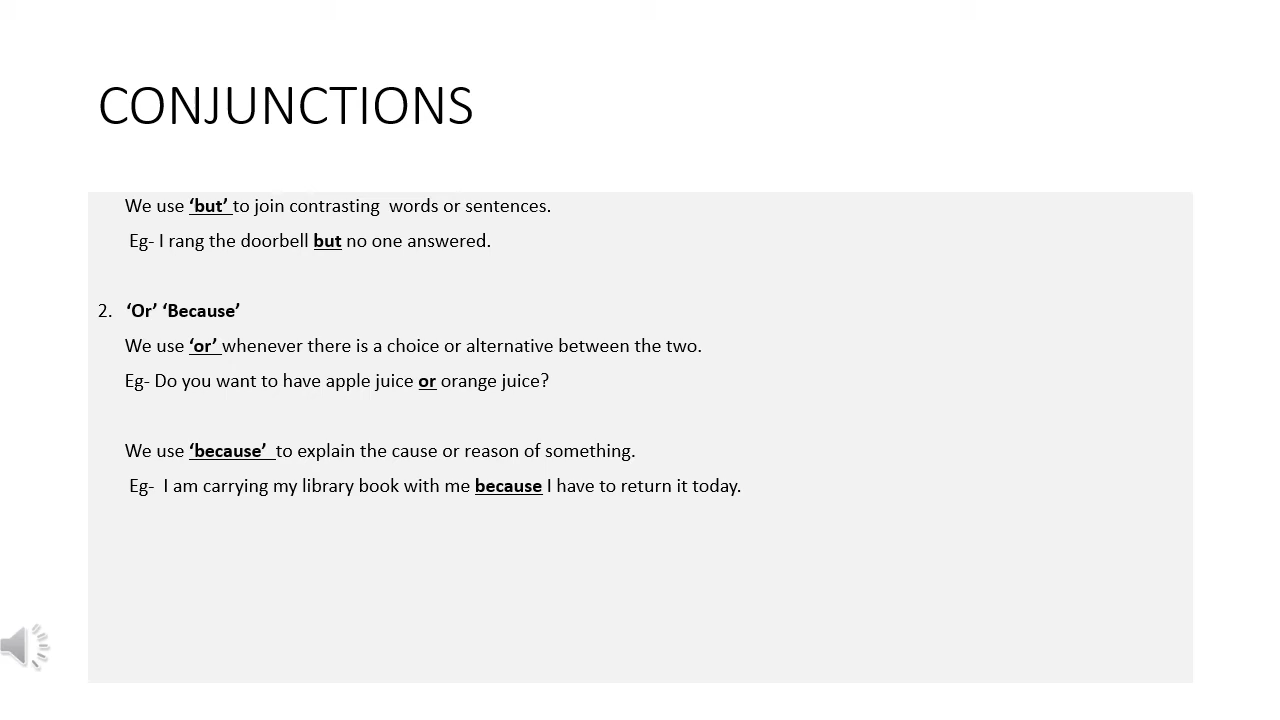 CONJUNCTIONS
We use ‘but’ to join contrasting  words or sentences.
Eg- I rang the doorbell but no one answered.
2. ‘Or’ ‘Because’
We use ‘or’ whenever there is a choice or alternative between the two.
Eg- Do you want to have apple juice or orange juice?
We use ‘because’  to explain the cause or reason of something.
Eg-  I am carrying my library book with me because I have to return it today.